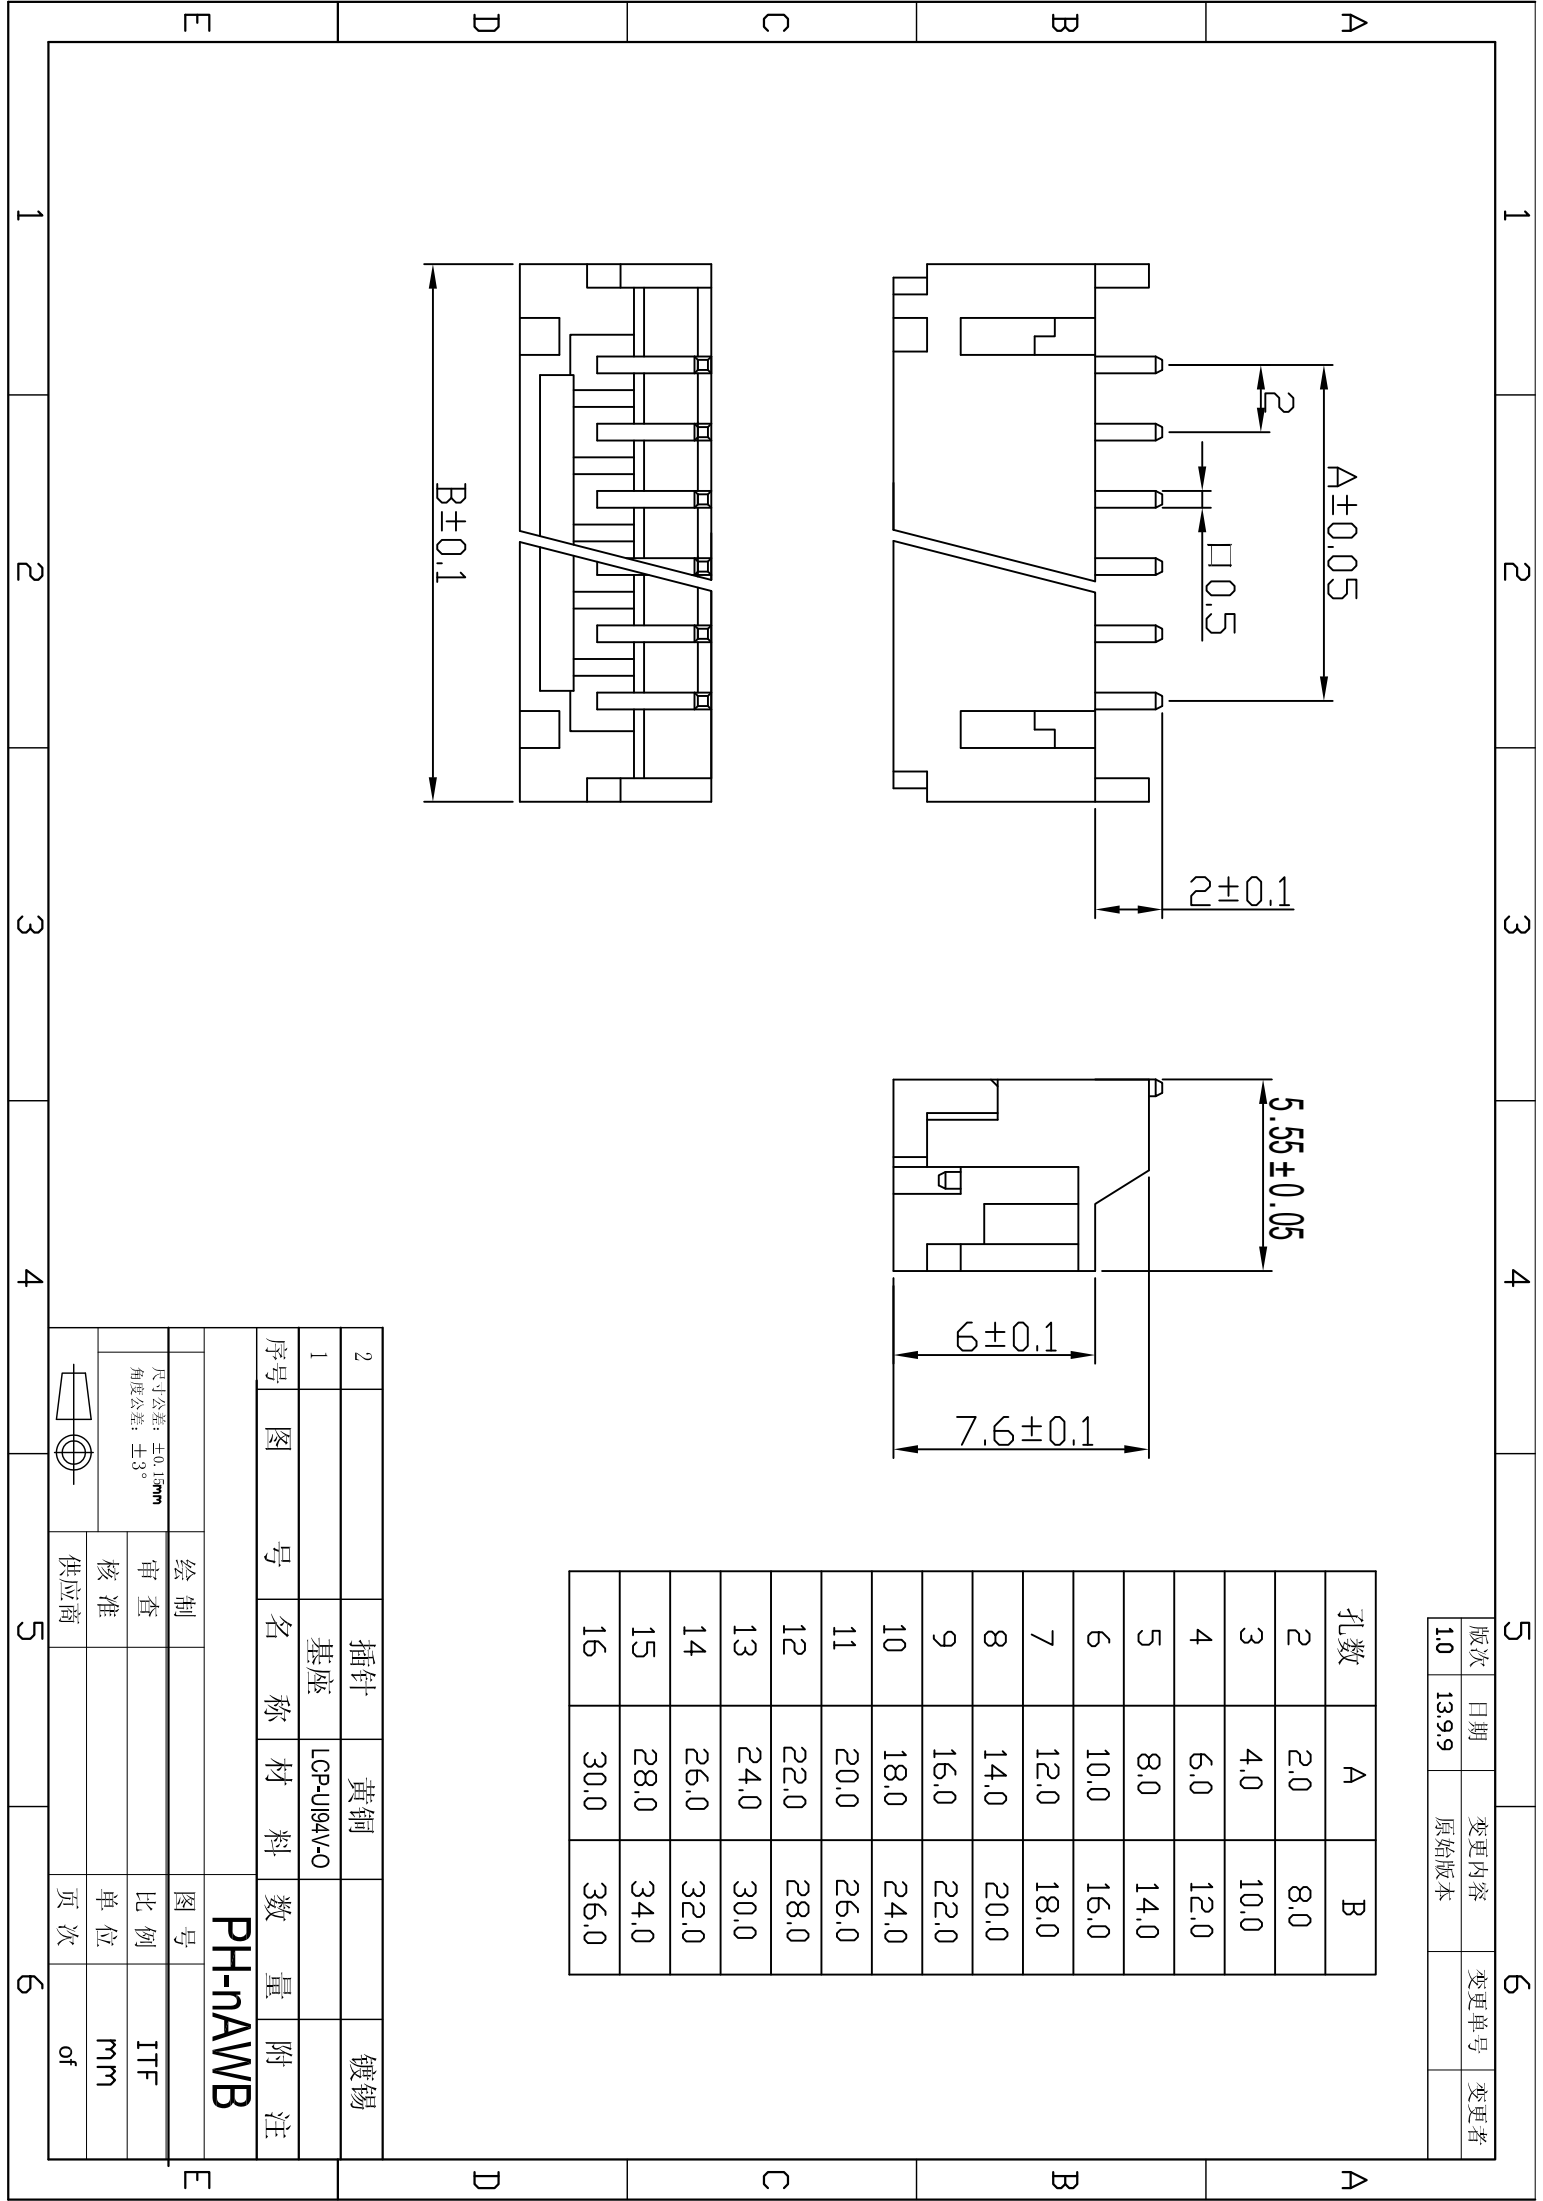 1 2 3 4 5 6
A
B
C
D
E
版次 日期 变更内容 变更单号 变更者
1.0 13.9.9 原始版本
A±0.05
2
□0.5
2±0.1
5.55±0.05
6±0.1
7.6±0.1
B±0.1
孔数 A B
2 2.0 8.0
3 4.0 10.0
4 6.0 12.0
5 8.0 14.0
6 10.0 16.0
7 12.0 18.0
8 14.0 20.0
9 16.0 22.0
10 18.0 24.0
11 20.0 26.0
12 22.0 28.0
13 24.0 30.0
14 26.0 32.0
15 28.0 34.0
16 30.0 36.0
2 插针 黄铜 镀锡
1 基座 LCP-Ul94V-0
序号 图号 名称 材料 数量 附注
PH-nAWB
尺寸公差: ±0.15mm
角度公差: ±3°
绘制 图号
审查 比例 1TF
核准 单位 mm
供应商 页次 of
A
B
C
D
E
1 2 3 4 5 6